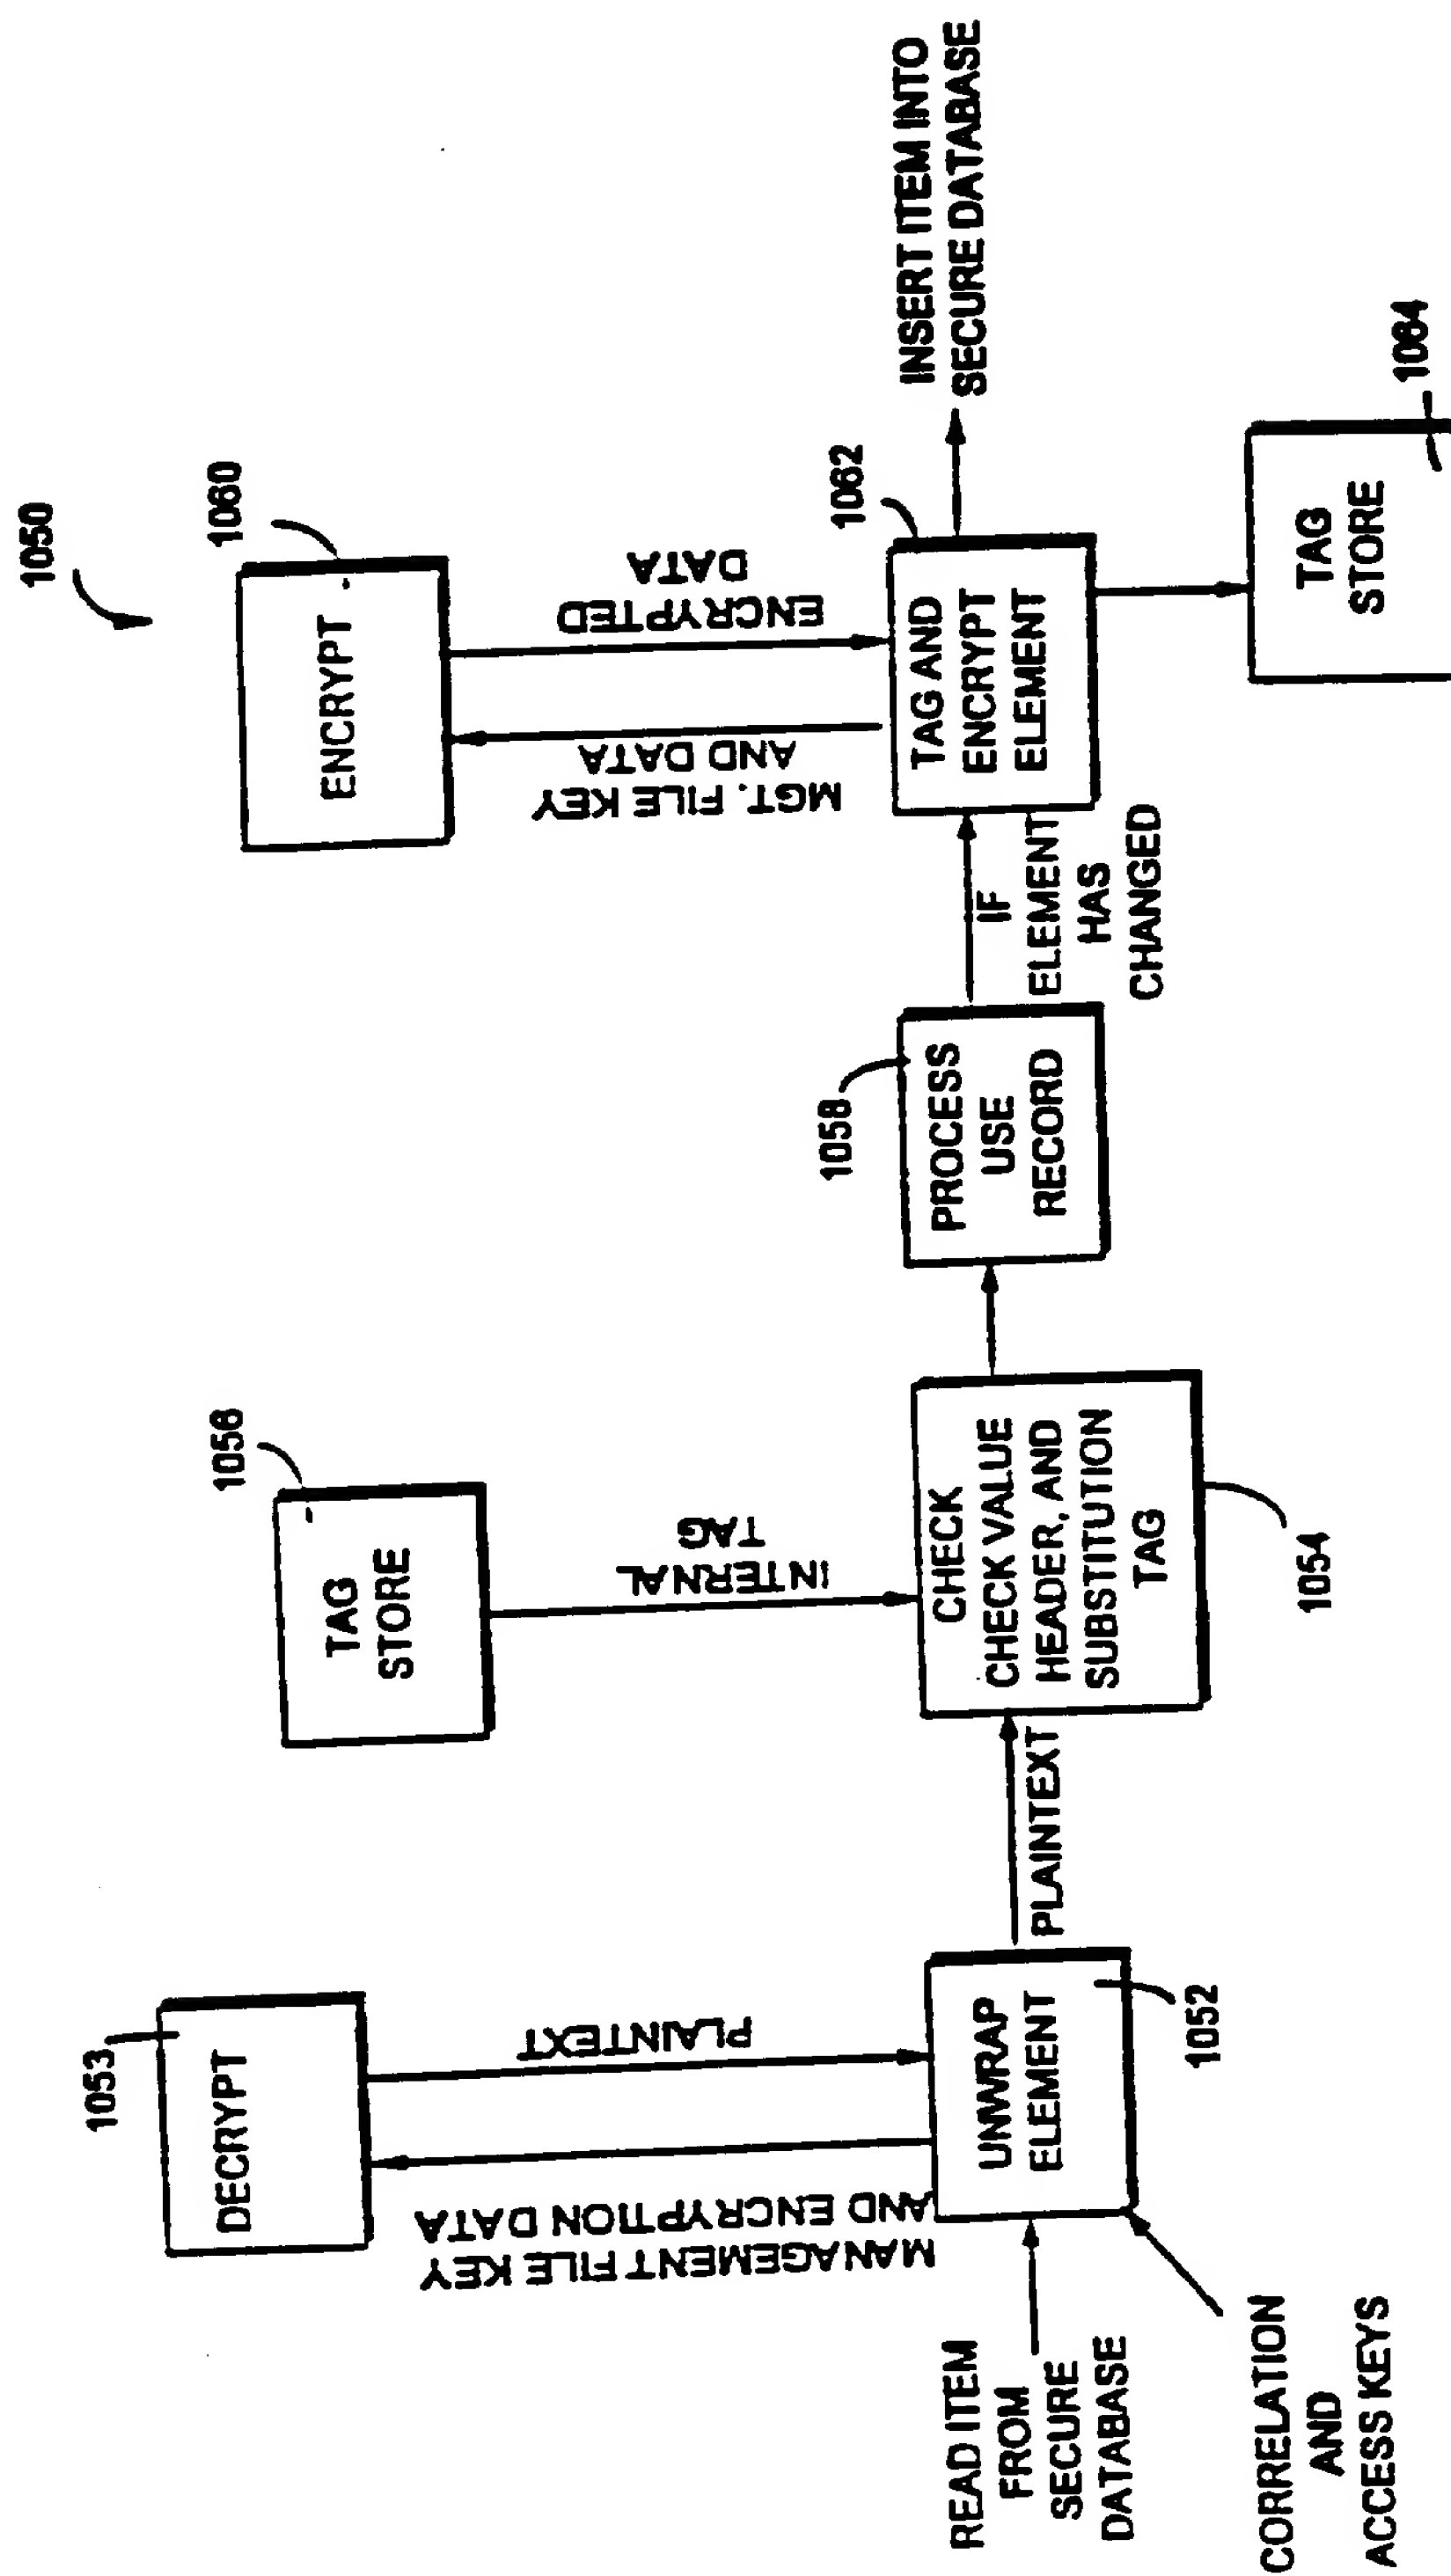 1050
1060
ENCRYPT
1056
TAG
STORE
1053
DECRYPT
MANAGEMENT FILE KEY
AND ENCRYPTION DATA
PLAINTEXT
INTERNAL
TAG
MGT. FILE KEY
AND DATA
ENCRYPTED
DATA
READ ITEM
FROM
SECURE
DATABASE
CORRELATION
AND
ACCESS KEYS
UNWRAP
ELEMENT
1052
PLAINTEXT
CHECK
CHECK VALUE
HEADER, AND
SUBSTITUTION
TAG
1054
1058
PROCESS
USE
RECORD
IF
ELEMENT
HAS
CHANGED
1062
TAG AND
ENCRYPT
ELEMENT
INSERT ITEM INTO
SECURE DATABASE
TAG
STORE
1064